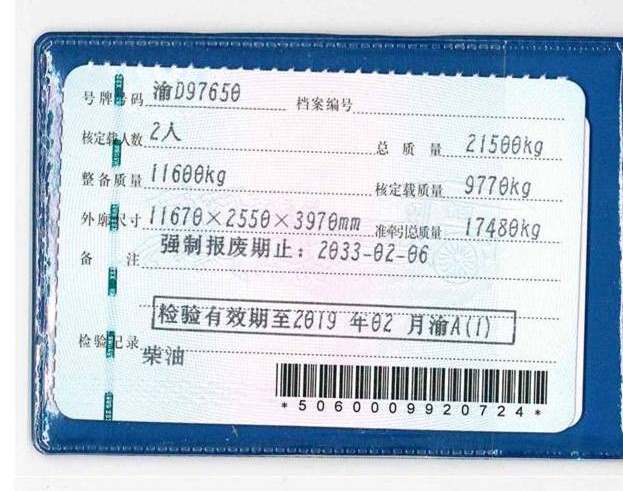 号牌号码 渝D97650 档案编号
核定载人数 2人 总质量 21500kg
整备质量 11600kg 核定载质量 9770kg
外廓尺寸 11670×2550×3970mm 准牵引总质量 17480kg
备注 强制报废期止：2033-02-06
检验有效期至2019 年02 月渝A(1)
检验记录 柴油
*5060009920724*